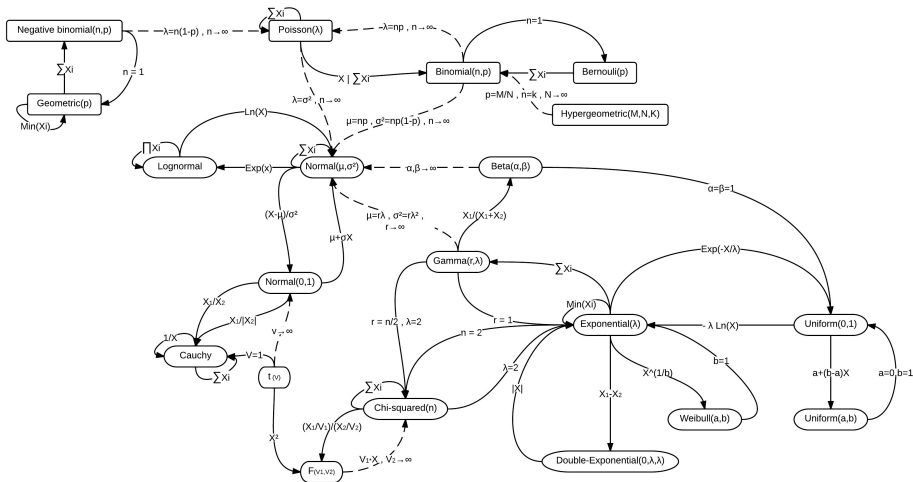 ∑Xi
n=1
Negative binomial(n,p)
λ=n(1-p) , n→∞
Poisson(λ)
λ=np , n→∞
∑Xi
n = 1
X | ∑Xi
Binomial(n,p)
∑Xi
Bernouli(p)
Geometric(p)
λ=σ² , n→∞
p=M/N , n=k , N→∞
Min(Xi)
Ln(X)
μ=np , σ²=np(1-p) , n→∞
Hypergeometric(M,N,K)
∏Xi
∑Xi
Lognormal
Exp(x)
Normal(μ,σ²)
α,β→∞
Beta(α,β)
α=β=1
(X-μ)/σ²
μ=rλ , σ²=rλ² ,
r→∞
X₁/(X₁+X₂)
μ+σX
Exp(-X/λ)
Gamma(r,λ)
∑Xi
Normal(0,1)
X₁/X₂
Min(Xi)
X₁/|X₂|
r = n/2 , λ=2
r = 1
1/X
v→∞
n = 2
Exponential(λ)
- λ Ln(X)
Uniform(0,1)
Cauchy
V=1
b=1
∑Xi
t (V)
∑Xi
λ=2
|X|
X^(1/b)
a+(b-a)X
a=0,b=1
X₁-X₂
Chi-squared(n)
Weibull(a,b)
Uniform(a,b)
(X₁/V₁)/(X₂/V₂)
X²
V₁*X , V₂→∞
F(V1,V2)
Double-Exponential(0,λ,λ)